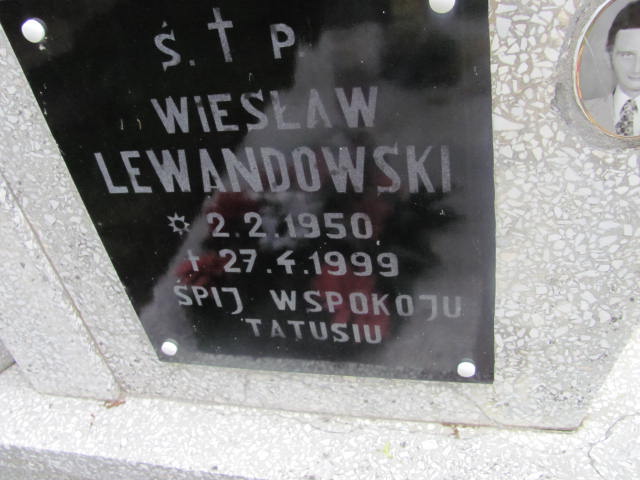 Ś. † P
WIESŁAW
LEWANDOWSKI
☼ 2.2.1950
† 27.4.1999
ŚPIJ WSPOKOJU
TATUSIU